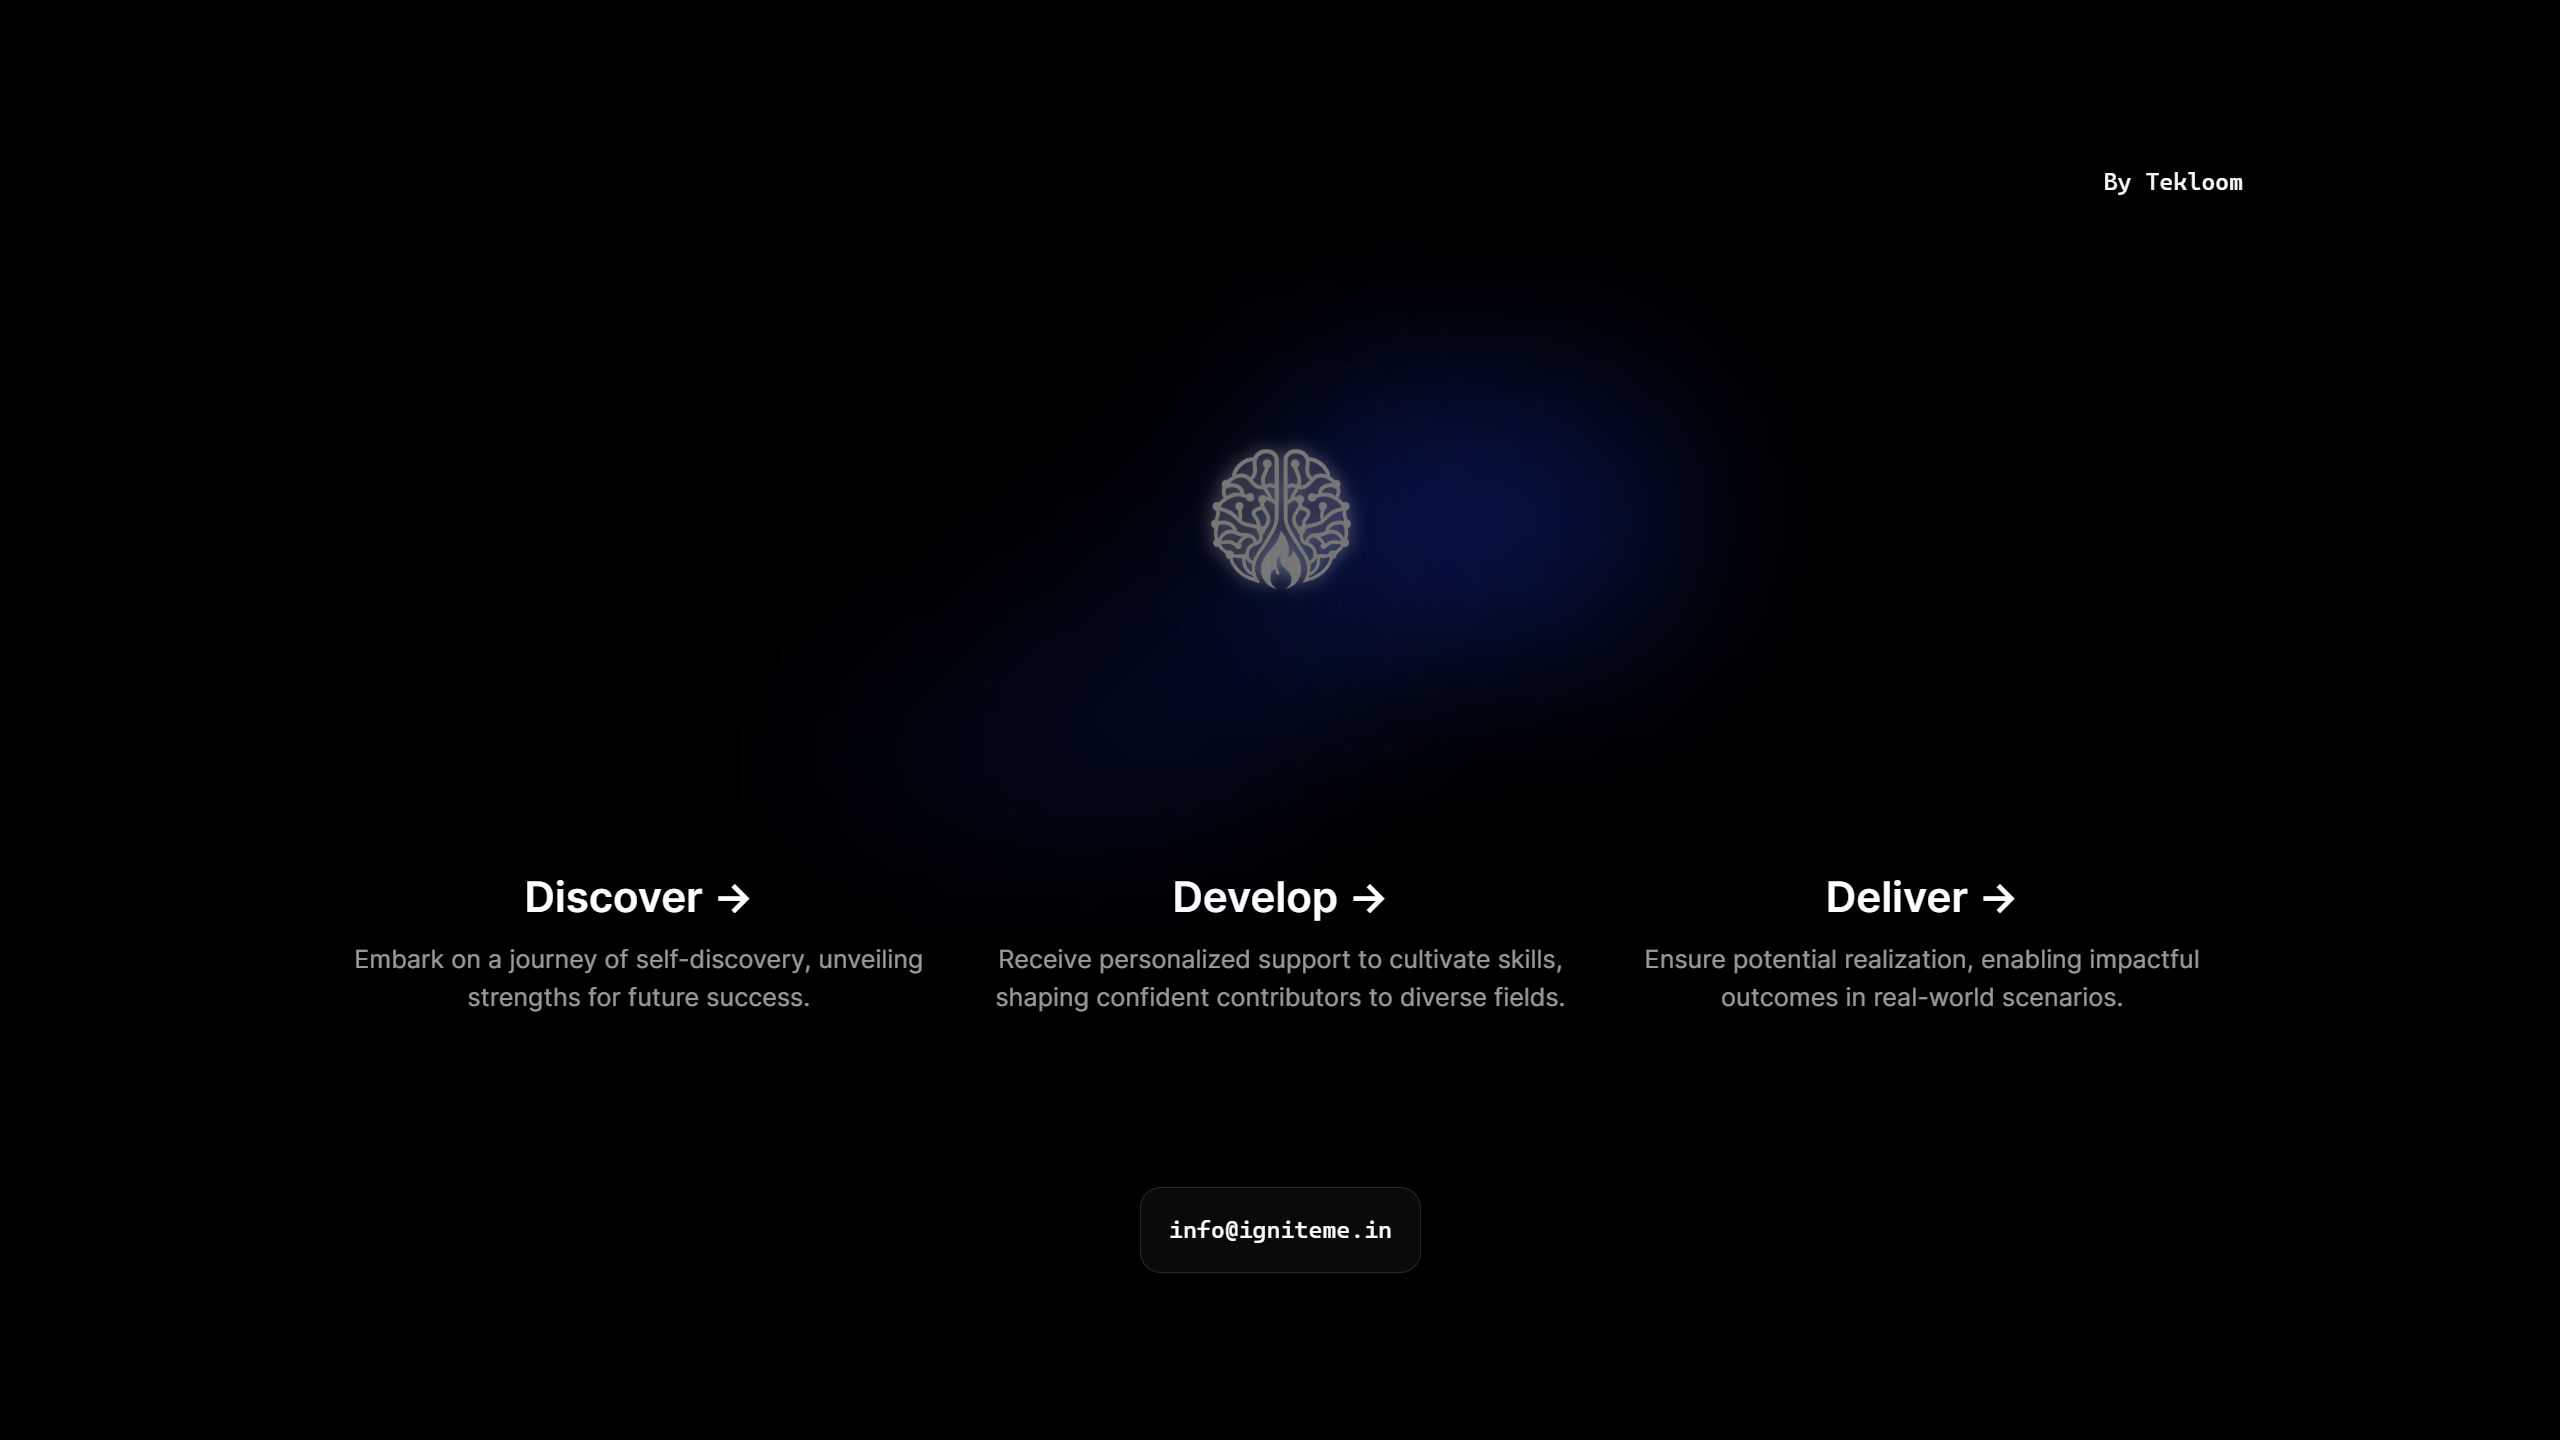 By Tekloom
Discover →
Embark on a journey of self-discovery, unveiling
strengths for future success.
Develop →
Receive personalized support to cultivate skills,
shaping confident contributors to diverse fields.
Deliver →
Ensure potential realization, enabling impactful
outcomes in real-world scenarios.
info@igniteme.in